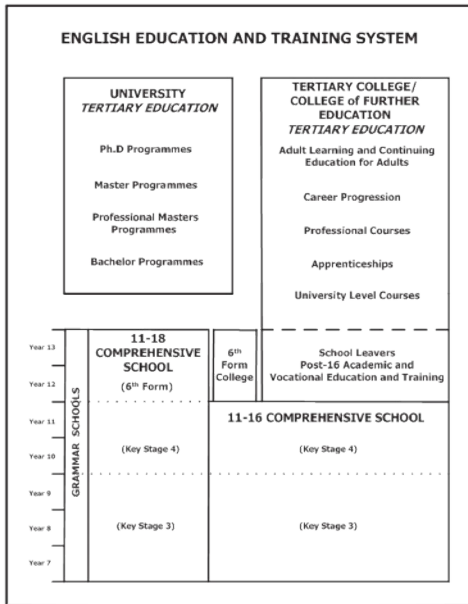 ENGLISH EDUCATION AND TRAINING SYSTEM
UNIVERSITY
TERTIARY EDUCATION
Ph.D Programmes
Master Programmes
Professional Masters
Programmes
Bachelor Programmes
TERTIARY COLLEGE/
COLLEGE of FURTHER
EDUCATION
TERTIARY EDUCATION
Adult Learning and Continuing
Education for Adults
Career Progression
Professional Courses
Apprenticeships
University Level Courses
Year 13
Year 12
Year 11
Year 10
Year 9
Year 8
Year 7
GRAMMAR SCHOOLS
11-18
COMPREHENSIVE
SCHOOL
(6th Form)
(Key Stage 4)
(Key Stage 3)
6th
Form
College
School Leavers
Post-16 Academic and
Vocational Education and Training
11-16 COMPREHENSIVE SCHOOL
(Key Stage 4)
(Key Stage 3)